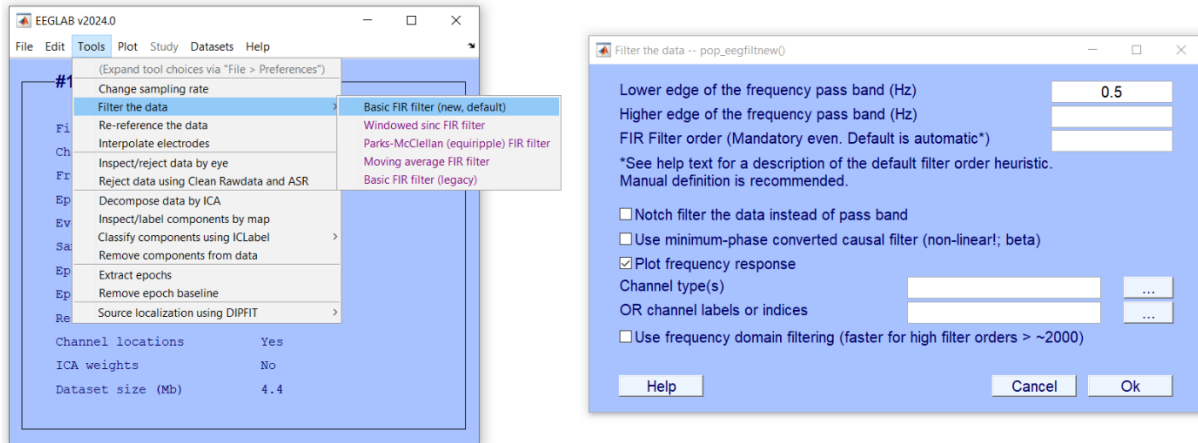 EEGLAB v2024.0
File Edit Tools Plot Study Datasets Help
#1
(Expand tool choices via "File > Preferences")
Change sampling rate
Filter the data
Re-reference the data
Interpolate electrodes
Inspect/reject data by eye
Reject data using Clean Rawdata and ASR
Decompose data by ICA
Inspect/label components by map
Classify components using ICLabel
Remove components from data
Extract epochs
Remove epoch baseline
Source localization using DIPFIT
Basic FIR filter (new, default)
Windowed sinc FIR filter
Parks-McClellan (equiripple) FIR filter
Moving average FIR filter
Basic FIR filter (legacy)
Fi
Ch
Fr
Ep
Ev
Sa
Ep
Ep
Re
Channel locations Yes
ICA weights No
Dataset size (Mb) 4.4
Filter the data -- pop_eegfiltnew()
Lower edge of the frequency pass band (Hz) 0.5
Higher edge of the frequency pass band (Hz)
FIR Filter order (Mandatory even. Default is automatic*)
*See help text for a description of the default filter order heuristic.
Manual definition is recommended.
Notch filter the data instead of pass band
Use minimum-phase converted causal filter (non-linear!; beta)
Plot frequency response
Channel type(s) ...
OR channel labels or indices ...
Use frequency domain filtering (faster for high filter orders > ~2000)
Help Cancel Ok